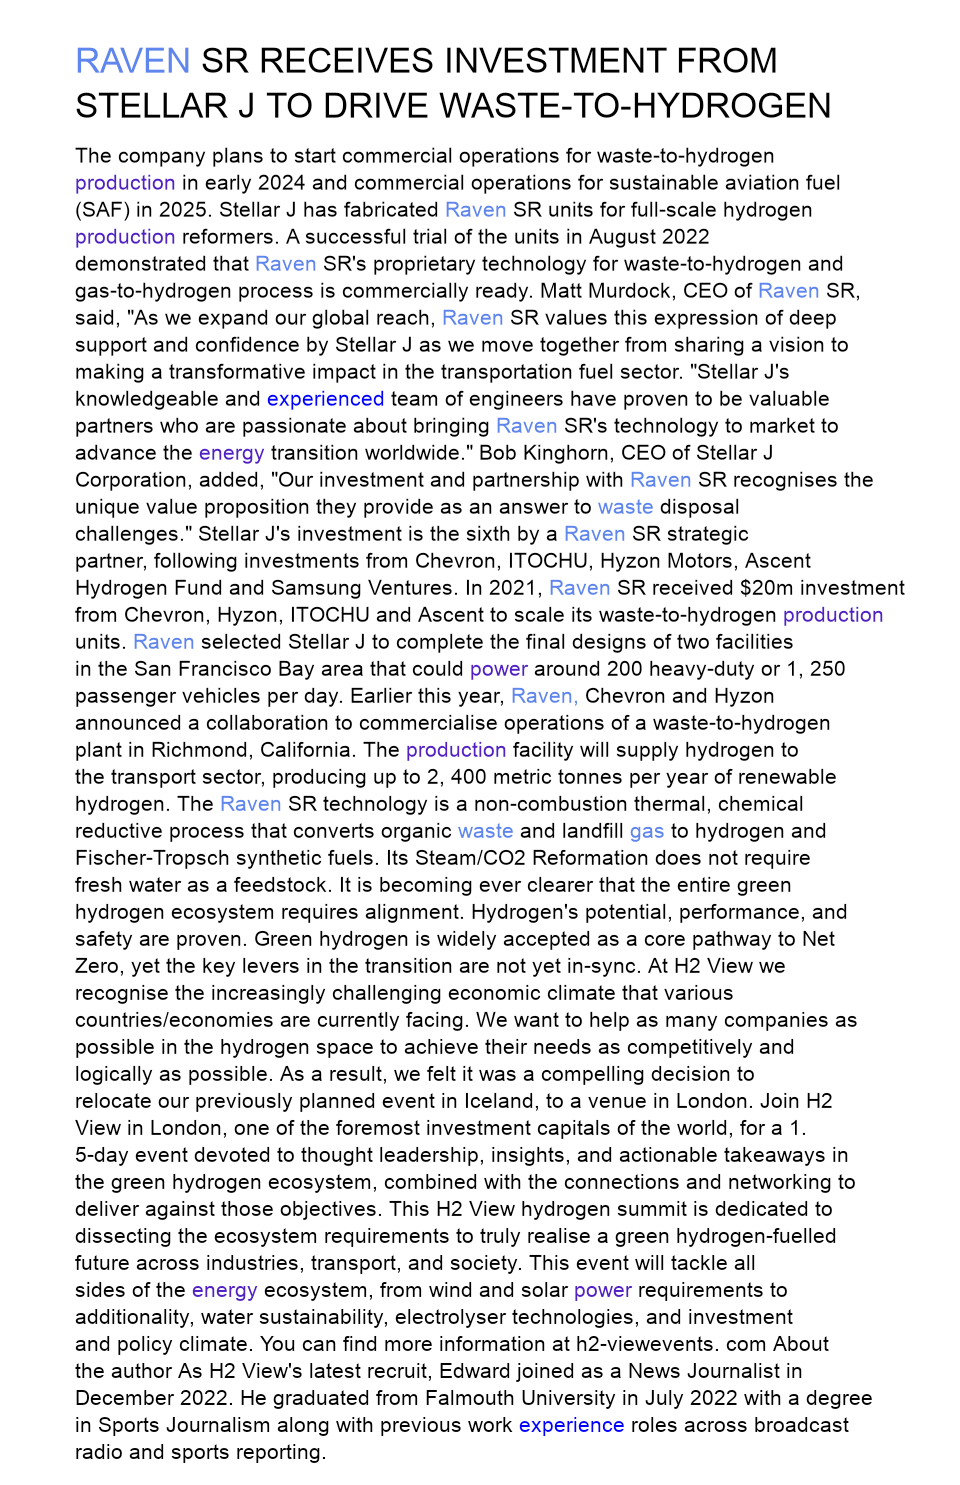 RAVEN SR RECEIVES INVESTMENT FROM
STELLAR J TO DRIVE WASTE-TO-HYDROGEN
The company plans to start commercial operations for waste-to-hydrogen
production in early 2024 and commercial operations for sustainable aviation fuel
(SAF) in 2025. Stellar J has fabricated Raven SR units for full-scale hydrogen
production reformers. A successful trial of the units in August 2022
demonstrated that Raven SR's proprietary technology for waste-to-hydrogen and
gas-to-hydrogen process is commercially ready. Matt Murdock, CEO of Raven SR,
said, "As we expand our global reach, Raven SR values this expression of deep
support and confidence by Stellar J as we move together from sharing a vision to
making a transformative impact in the transportation fuel sector. "Stellar J's
knowledgeable and experienced team of engineers have proven to be valuable
partners who are passionate about bringing Raven SR's technology to market to
advance the energy transition worldwide." Bob Kinghorn, CEO of Stellar J
Corporation, added, "Our investment and partnership with Raven SR recognises the
unique value proposition they provide as an answer to waste disposal
challenges." Stellar J's investment is the sixth by a Raven SR strategic
partner, following investments from Chevron, ITOCHU, Hyzon Motors, Ascent
Hydrogen Fund and Samsung Ventures. In 2021, Raven SR received $20m investment
from Chevron, Hyzon, ITOCHU and Ascent to scale its waste-to-hydrogen production
units. Raven selected Stellar J to complete the final designs of two facilities
in the San Francisco Bay area that could power around 200 heavy-duty or 1, 250
passenger vehicles per day. Earlier this year, Raven, Chevron and Hyzon
announced a collaboration to commercialise operations of a waste-to-hydrogen
plant in Richmond, California. The production facility will supply hydrogen to
the transport sector, producing up to 2, 400 metric tonnes per year of renewable
hydrogen. The Raven SR technology is a non-combustion thermal, chemical
reductive process that converts organic waste and landfill gas to hydrogen and
Fischer-Tropsch synthetic fuels. Its Steam/CO2 Reformation does not require
fresh water as a feedstock. It is becoming ever clearer that the entire green
hydrogen ecosystem requires alignment. Hydrogen's potential, performance, and
safety are proven. Green hydrogen is widely accepted as a core pathway to Net
Zero, yet the key levers in the transition are not yet in-sync. At H2 View we
recognise the increasingly challenging economic climate that various
countries/economies are currently facing. We want to help as many companies as
possible in the hydrogen space to achieve their needs as competitively and
logically as possible. As a result, we felt it was a compelling decision to
relocate our previously planned event in Iceland, to a venue in London. Join H2
View in London, one of the foremost investment capitals of the world, for a 1.
5-day event devoted to thought leadership, insights, and actionable takeaways in
the green hydrogen ecosystem, combined with the connections and networking to
deliver against those objectives. This H2 View hydrogen summit is dedicated to
dissecting the ecosystem requirements to truly realise a green hydrogen-fuelled
future across industries, transport, and society. This event will tackle all
sides of the energy ecosystem, from wind and solar power requirements to
additionality, water sustainability, electrolyser technologies, and investment
and policy climate. You can find more information at h2-viewevents. com About
the author As H2 View's latest recruit, Edward joined as a News Journalist in
December 2022. He graduated from Falmouth University in July 2022 with a degree
in Sports Journalism along with previous work experience roles across broadcast
radio and sports reporting.